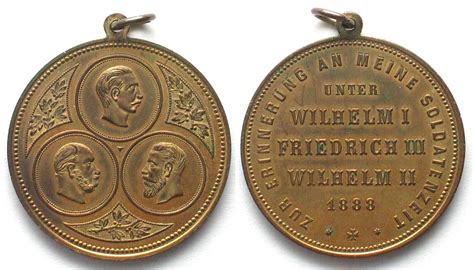 ZUR ERINNERUNG AN MEINE SOLDATENZEIT
UNTER
WILHELM I
FRIEDRICH III
WILHELM II
1888